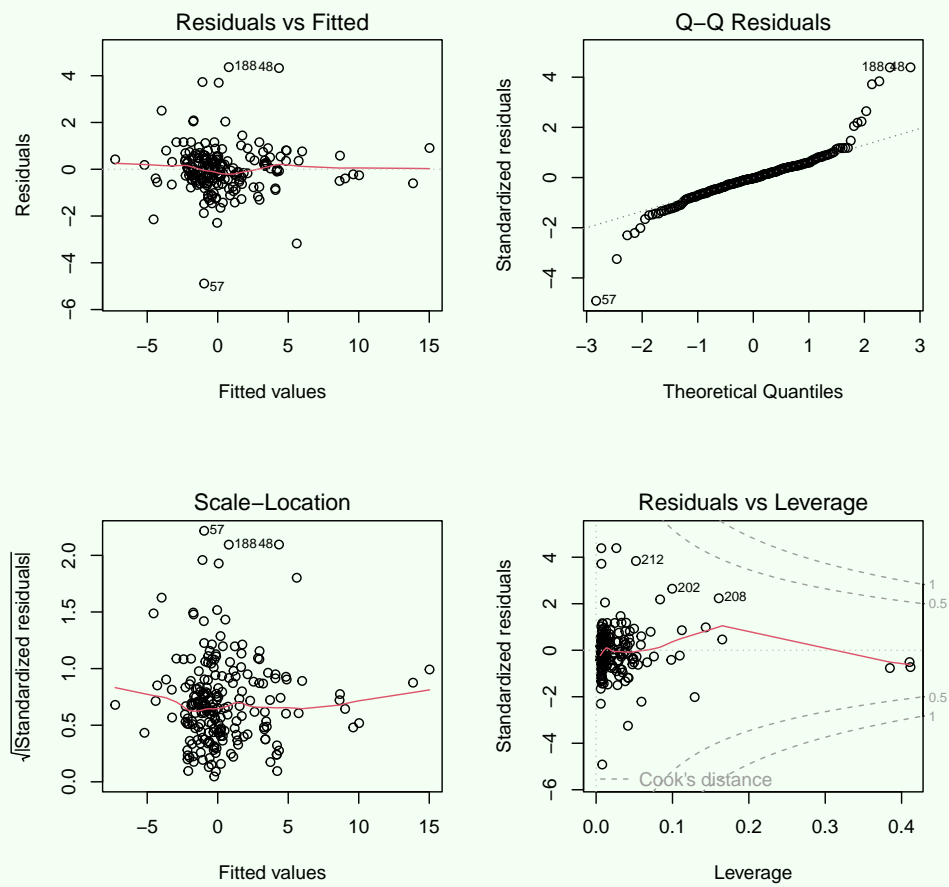 Residuals vs Fitted
Residuals
−6 −4 −2 0 2 4
188 48
57
−5 0 5 10 15
Fitted values
Q−Q Residuals
Standardized residuals
−4 −2 0 2 4
188 48
57
−3 −2 −1 0 1 2 3
Theoretical Quantiles
Scale−Location
√|Standardized residuals|
0.0 0.5 1.0 1.5 2.0
57
188 48
−5 0 5 10 15
Fitted values
Residuals vs Leverage
Standardized residuals
−6 −4 −2 0 2 4
212
202
208
1
0.5
0.5
1
Cook's distance
0.0 0.1 0.2 0.3 0.4
Leverage